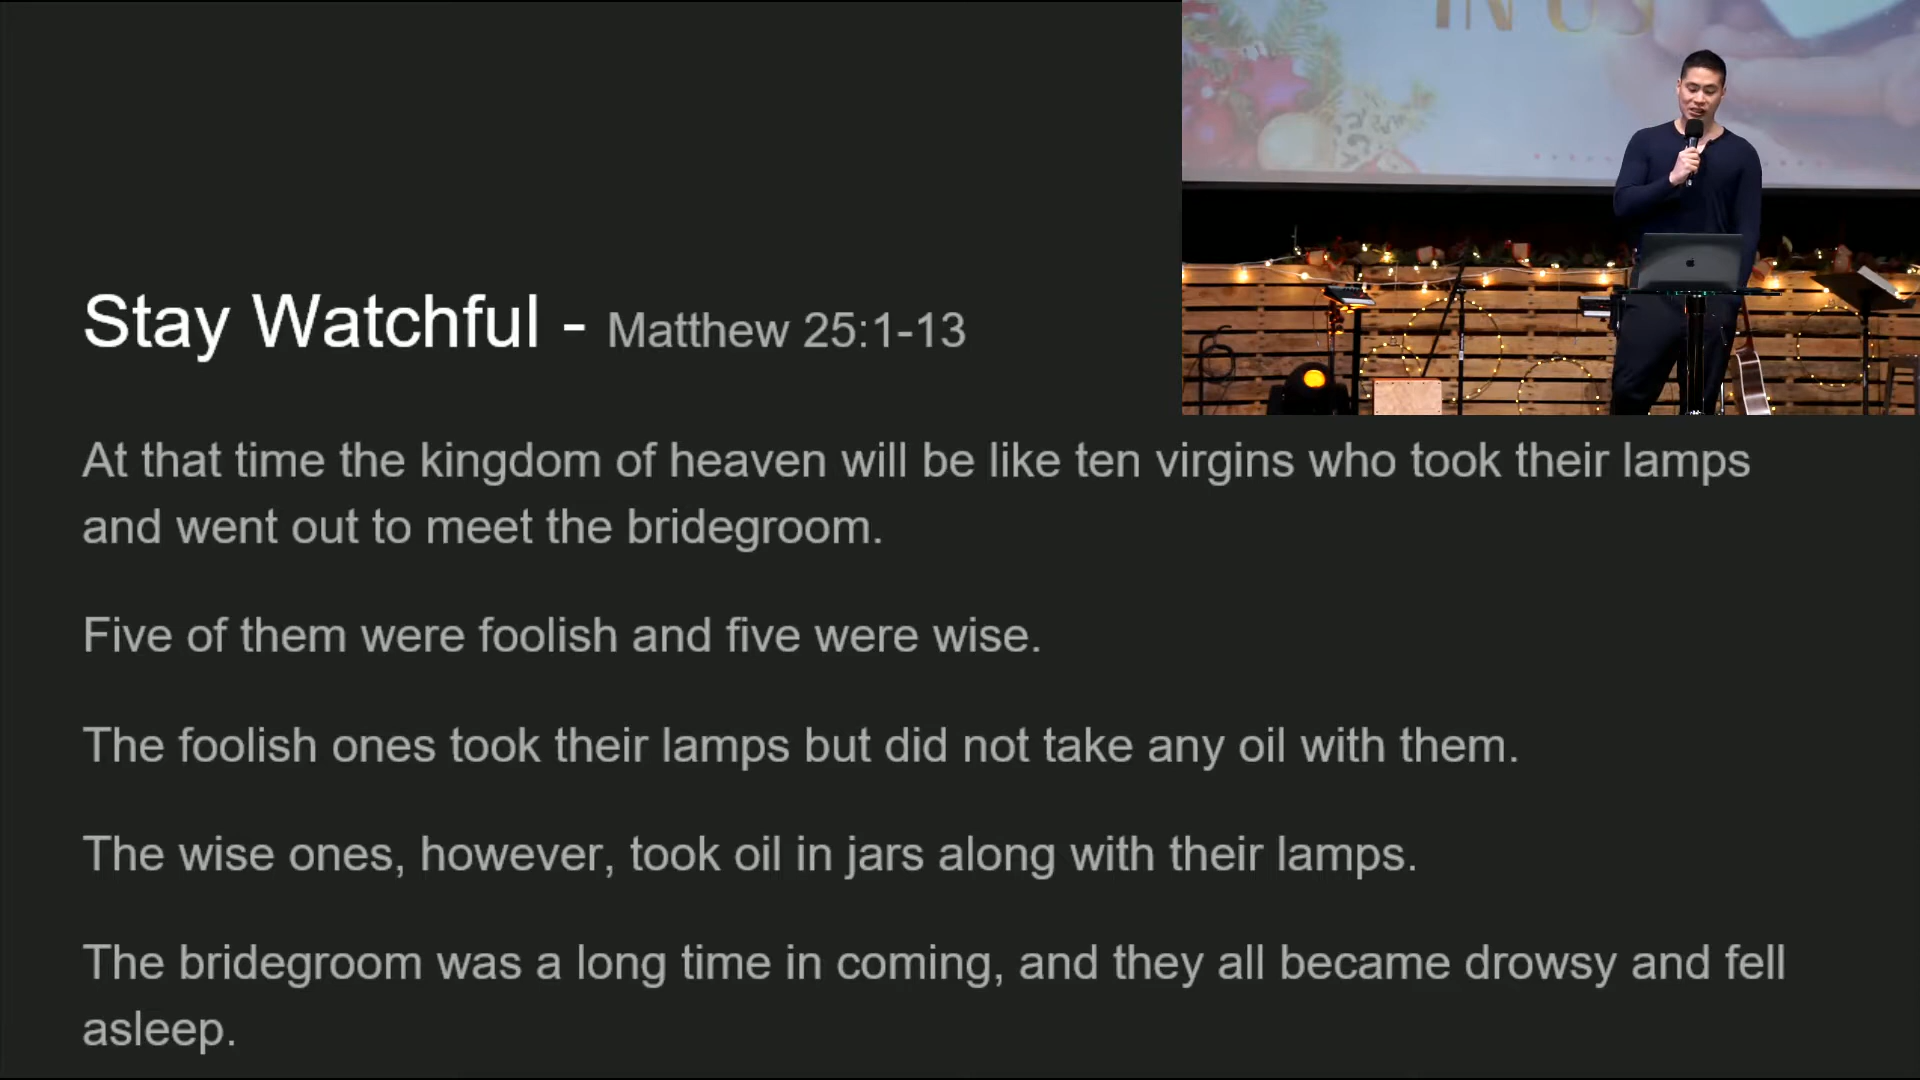 IN US
Stay Watchful - Matthew 25:1-13
At that time the kingdom of heaven will be like ten virgins who took their lamps
and went out to meet the bridegroom.
Five of them were foolish and five were wise.
The foolish ones took their lamps but did not take any oil with them.
The wise ones, however, took oil in jars along with their lamps.
The bridegroom was a long time in coming, and they all became drowsy and fell
asleep.